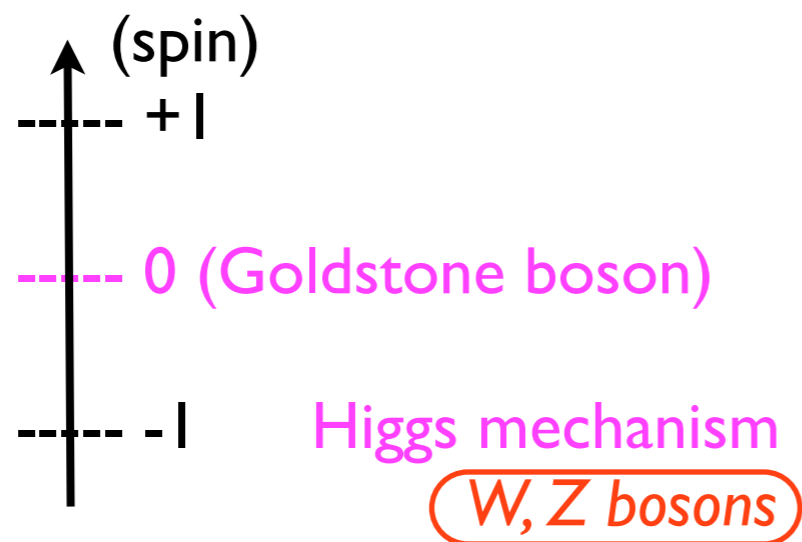 (spin)
+1
0 (Goldstone boson)
-1 Higgs mechanism
W, Z bosons